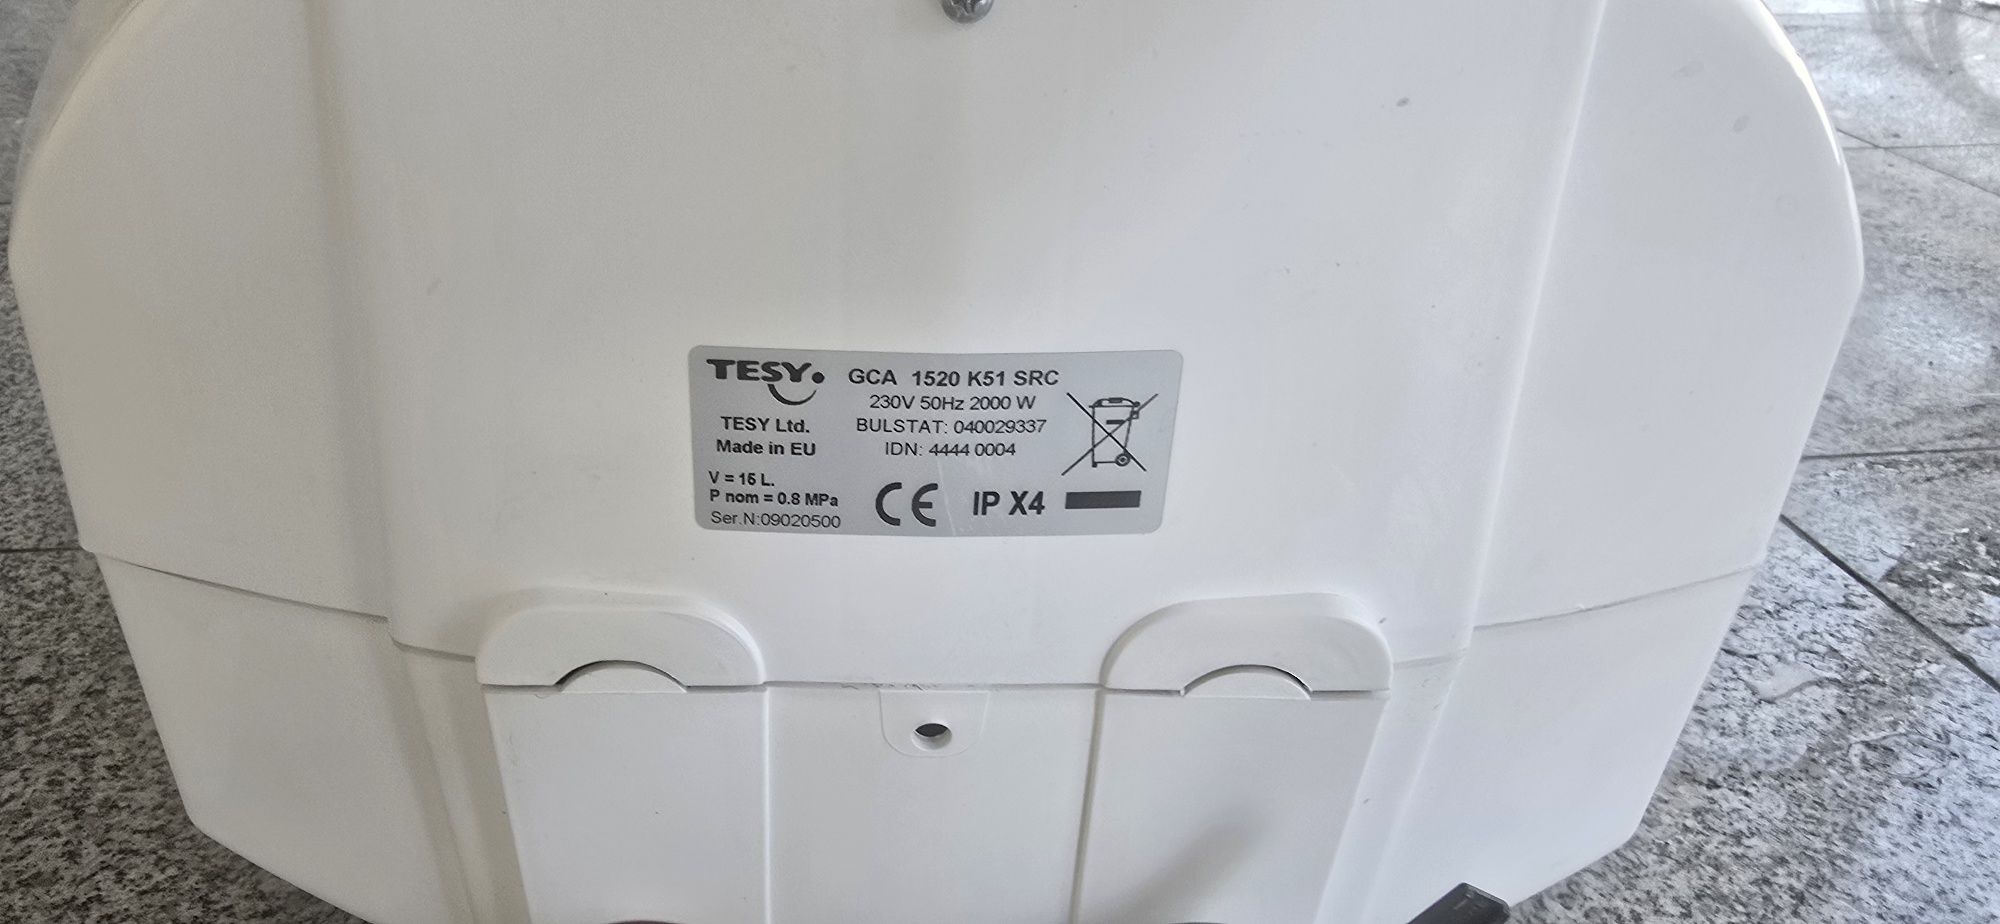 TESY
GCA 1520 K51 SRC
230V 50Hz 2000 W
TESY Ltd.
BULSTAT: 040029337
Made in EU
IDN: 4444 0004
V = 15 L.
P nom = 0.8 MPa
Ser.N:09020500
CE
IP X4